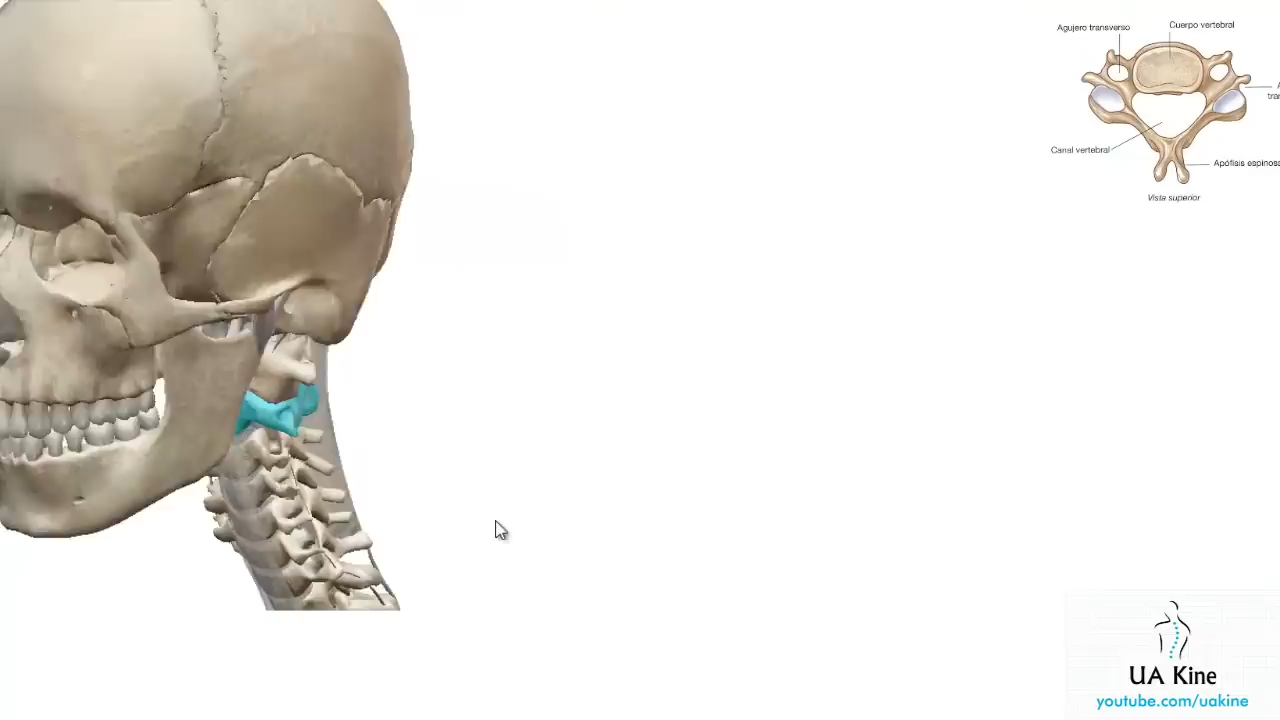 Agujero transverso
Cuerpo vertebral
Canal vertebral
Apófisis espinosa
Vista superior
UA Kine
youtube.com/uakine